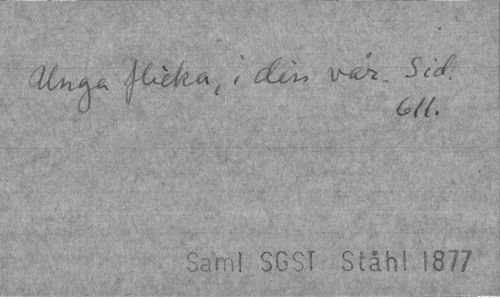 Unga flicka, i din vår. Sid.
611.
Saml SGST Ståhl 1877